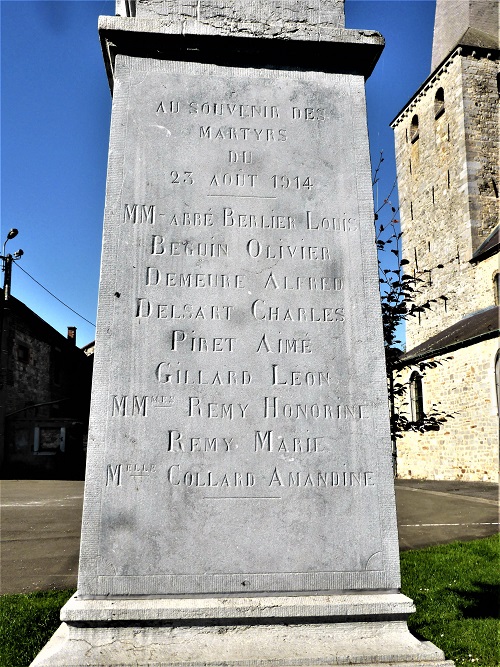 AU SOUVENIR DES
MARTYRS
DU
23 AOÛT 1914
MM-ABBÉ BERLIER LOUIS
BEGUIN OLIVIER
DEMEURE ALFRED
DELSART CHARLES
PIRET AIMÉ
GILLARD LEON
MMMES REMY HONORINE
REMY MARIE
MELLE COLLARD AMANDINE